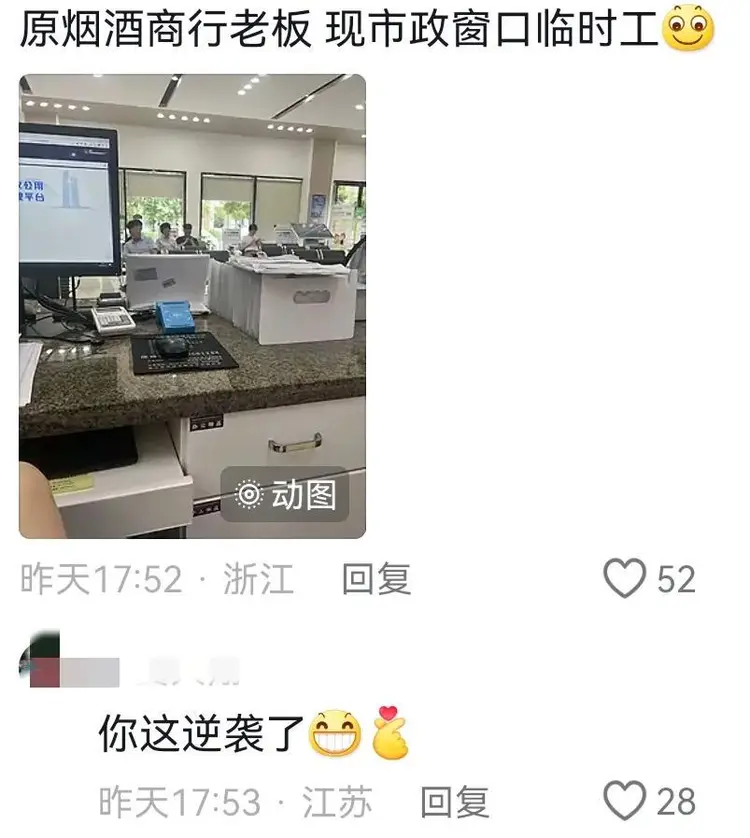 原烟酒商行老板 现市政窗口临时工
平台
动图
昨天17:52 · 浙江 回复 52
你这逆袭了
昨天17:53 · 江苏 回复 28